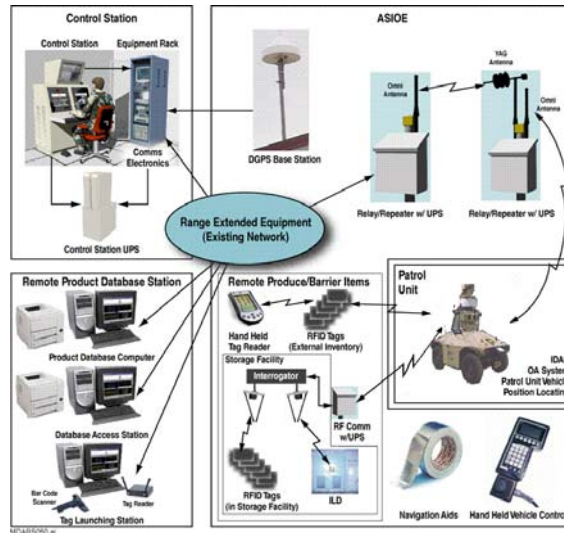 Control Station
Control Station
Equipment Rack
Comms
Electronics
Control Station UPS
ASIOE
DGPS Base Station
Omni
Antenna
YAG
Antenna
Omni
Antenna
Relay/Repeater w/ UPS
Relay/Repeater w/ UPS
Range Extended Equipment
(Existing Network)
Remote Product Database Station
Product Database Computer
Database Access Station
Bar Code
Scanner
Tag Reader
Tag Launching Station
Remote Produce/Barrier Items
Hand Held
Tag Reader
RFID Tags
(External Inventory)
Storage Facility
Interrogator
RF Comm
w/UPS
RFID Tags
(in Storage Facility)
ILD
Patrol
Unit
IDA
OA System
Patrol Unit Vehicle
Position Locatin
Navigation Aids
Hand Held Vehicle Control